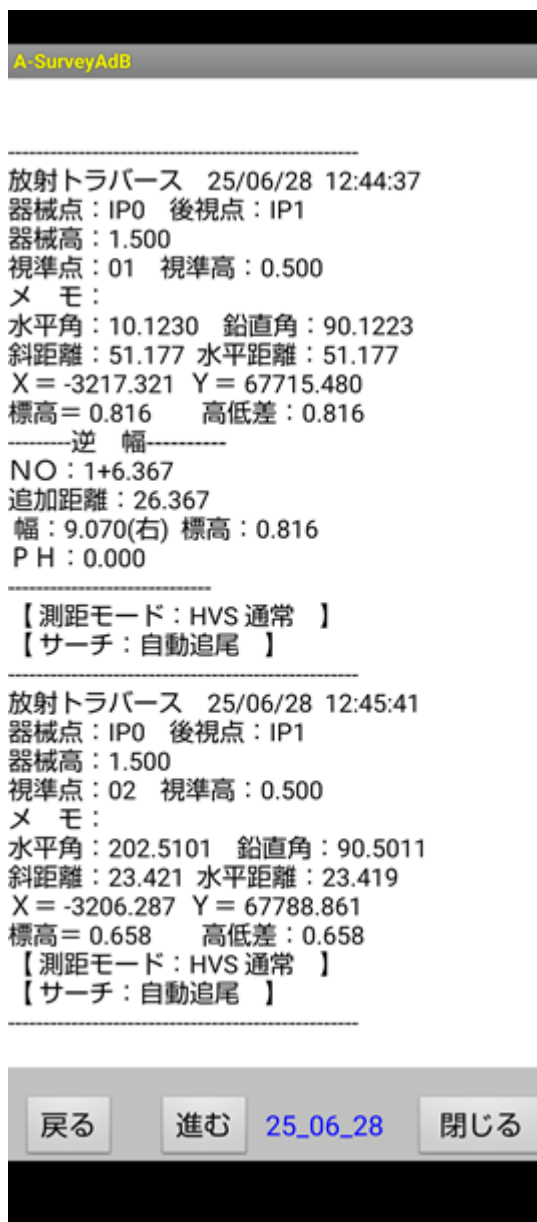 A-SurveyAdB
--------------------------------------------------
放射トラバース 25/06/28 12:44:37
器械点：IP0 後視点：IP1
器械高：1.500
視準点：01 視準高：0.500
メ モ：
水平角：10.1230 鉛直角：90.1223
斜距離：51.177 水平距離：51.177
X＝ -3217.321 Y＝ 67715.480
標高＝ 0.816 高低差：0.816
---------逆 幅----------
ＮＯ：1+6.367
追加距離：26.367
幅：9.070(右) 標高：0.816
ＰＨ：0.000
-----------------------------
【 測距モード：HVS 通常 】
【 サーチ：自動追尾 】
--------------------------------------------------
放射トラバース 25/06/28 12:45:41
器械点：IP0 後視点：IP1
器械高：1.500
視準点：02 視準高：0.500
メ モ：
水平角：202.5101 鉛直角：90.5011
斜距離：23.421 水平距離：23.419
X＝ -3206.287 Y＝ 67788.861
標高＝ 0.658 高低差：0.658
【 測距モード：HVS 通常 】
【 サーチ：自動追尾 】
--------------------------------------------------
戻る 進む 25_06_28 閉じる